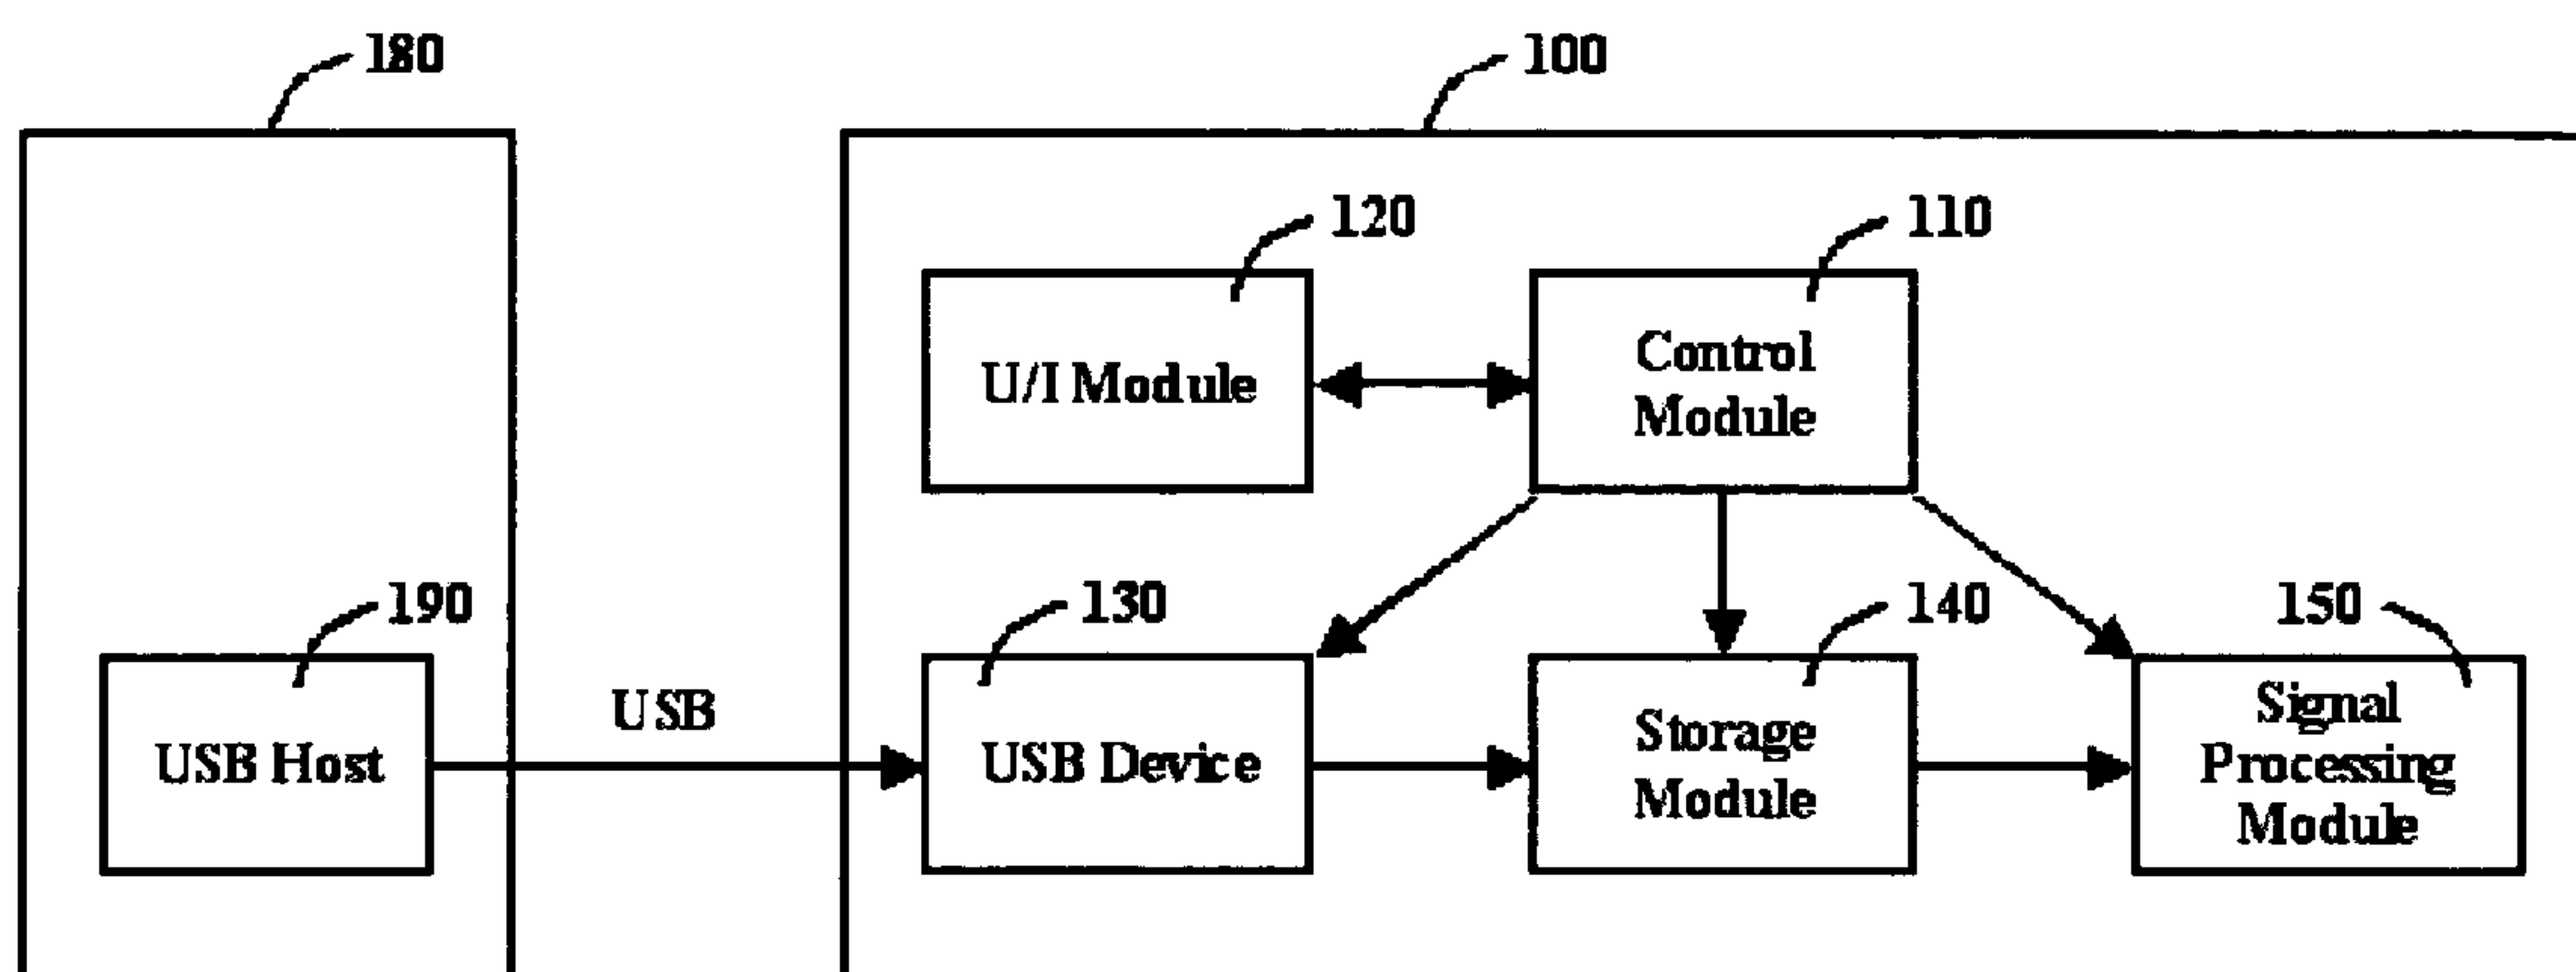 180
100
120
110
U/I Module
Control
Module
190
130
140
150
USB
USB Host
USB Device
Storage
Module
Signal
Processing
Module